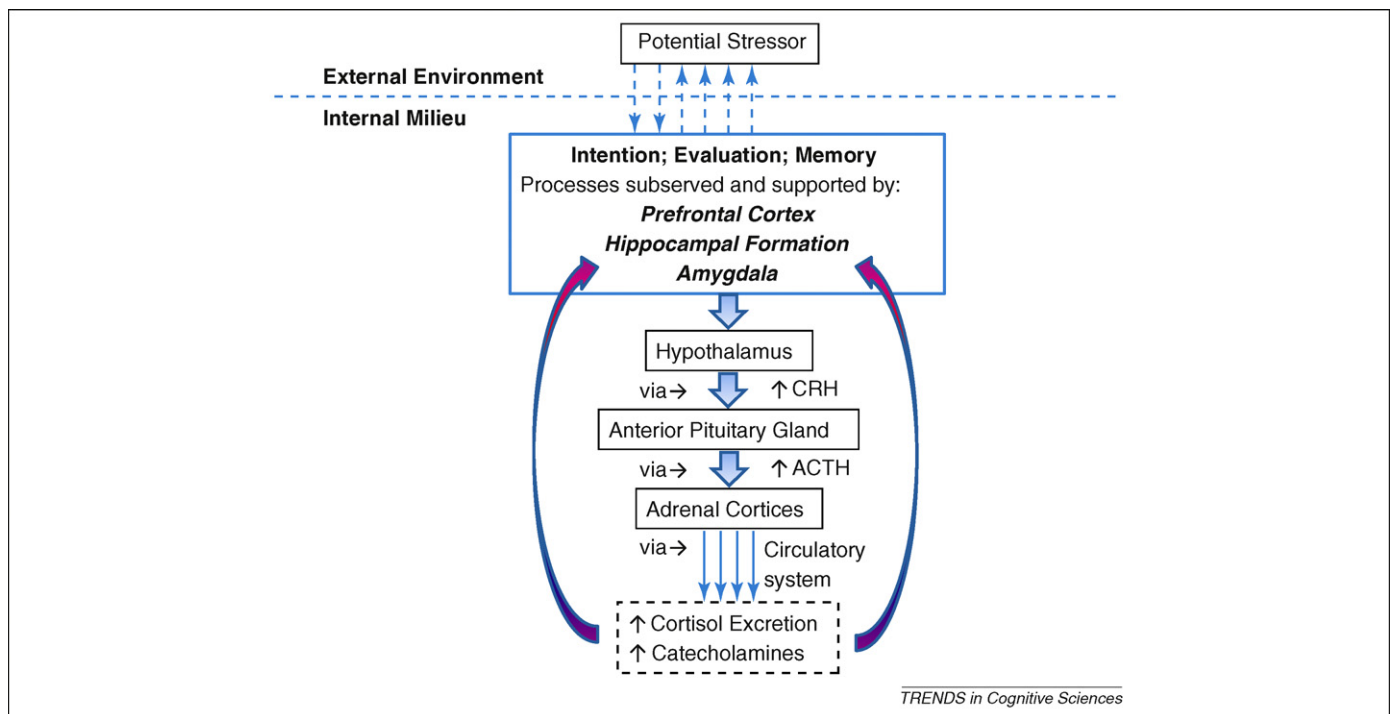 Potential Stressor
External Environment
Internal Milieu
Intention; Evaluation; Memory
Processes subserved and supported by:
Prefrontal Cortex
Hippocampal Formation
Amygdala
Hypothalamus
via→ ↑ CRH
Anterior Pituitary Gland
via→ ↑ ACTH
Adrenal Cortices
via→ Circulatory
system
↑ Cortisol Excretion
↑ Catecholamines
TRENDS in Cognitive Sciences